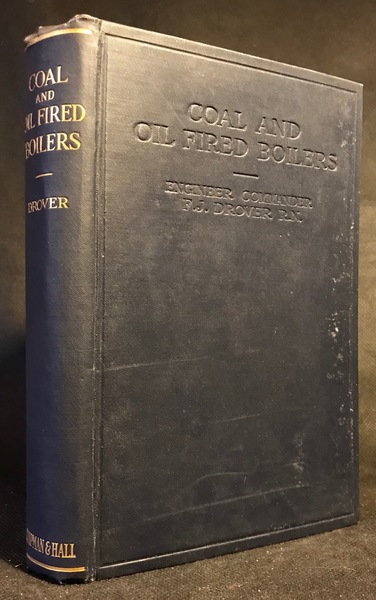 COAL
AND
OIL FIRED
BOILERS
DROVER
CHAPMAN & HALL
COAL AND
OIL FIRED BOILERS
ENGINEER COMMANDER
F.J. DROVER R.N.